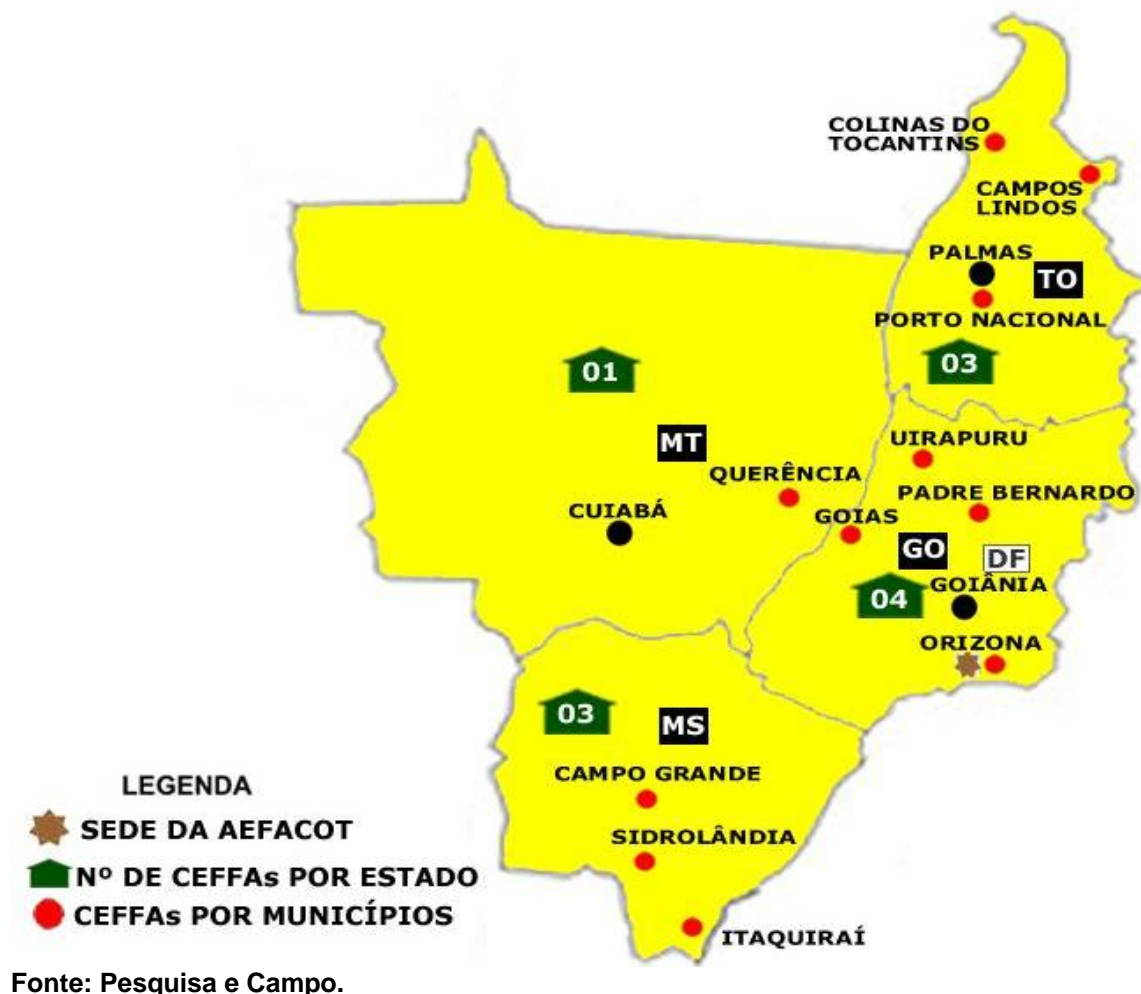 COLINAS DO
TOCANTINS
CAMPOS
LINDOS
PALMAS
TO
PORTO NACIONAL
03
01
MT
QUERÊNCIA
CUIABÁ
UIRAPURU
PADRE BERNARDO
GOIAS
GO
DF
04
GOIÂNIA
ORIZONA
03
MS
CAMPO GRANDE
SIDROLÂNDIA
ITAQUIRAÍ
LEGENDA
SEDE DA AEFACOT
Nº DE CEFFAs POR ESTADO
CEFFAs POR MUNICÍPIOS
Fonte: Pesquisa e Campo.